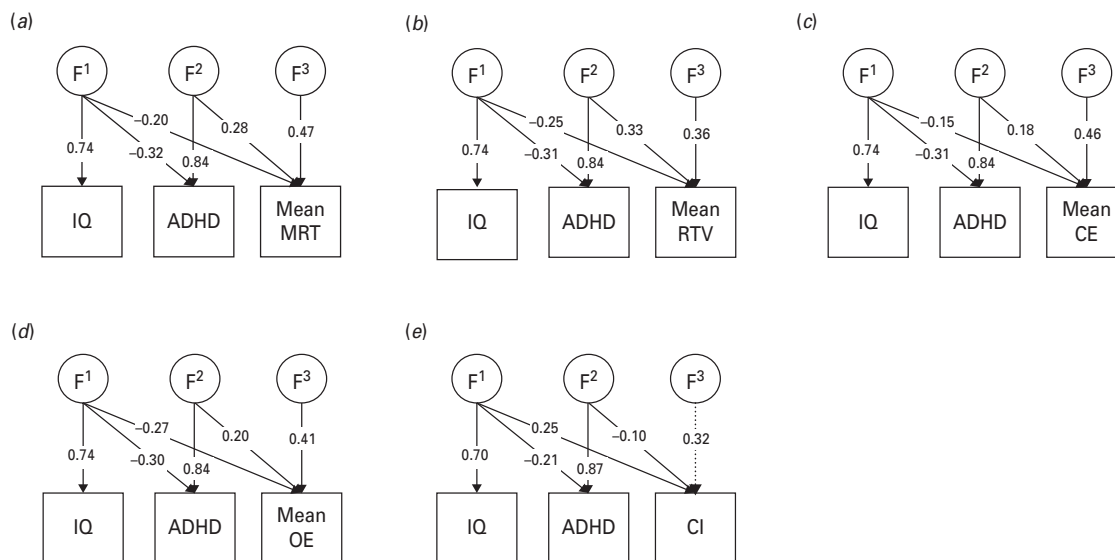 (a)
F1 F2 F3
–0.20 0.28 0.47
0.74 –0.32 0.84
IQ ADHD Mean
MRT
(b)
F1 F2 F3
–0.25 0.33 0.36
0.74 –0.31 0.84
IQ ADHD Mean
RTV
(c)
F1 F2 F3
–0.15 0.18 0.46
0.74 –0.31 0.84
IQ ADHD Mean
CE
(d)
F1 F2 F3
–0.27 0.20 0.41
0.74 –0.30 0.84
IQ ADHD Mean
OE
(e)
F1 F2 F3
0.25 –0.10 0.32
0.70 –0.21 0.87
IQ ADHD CI